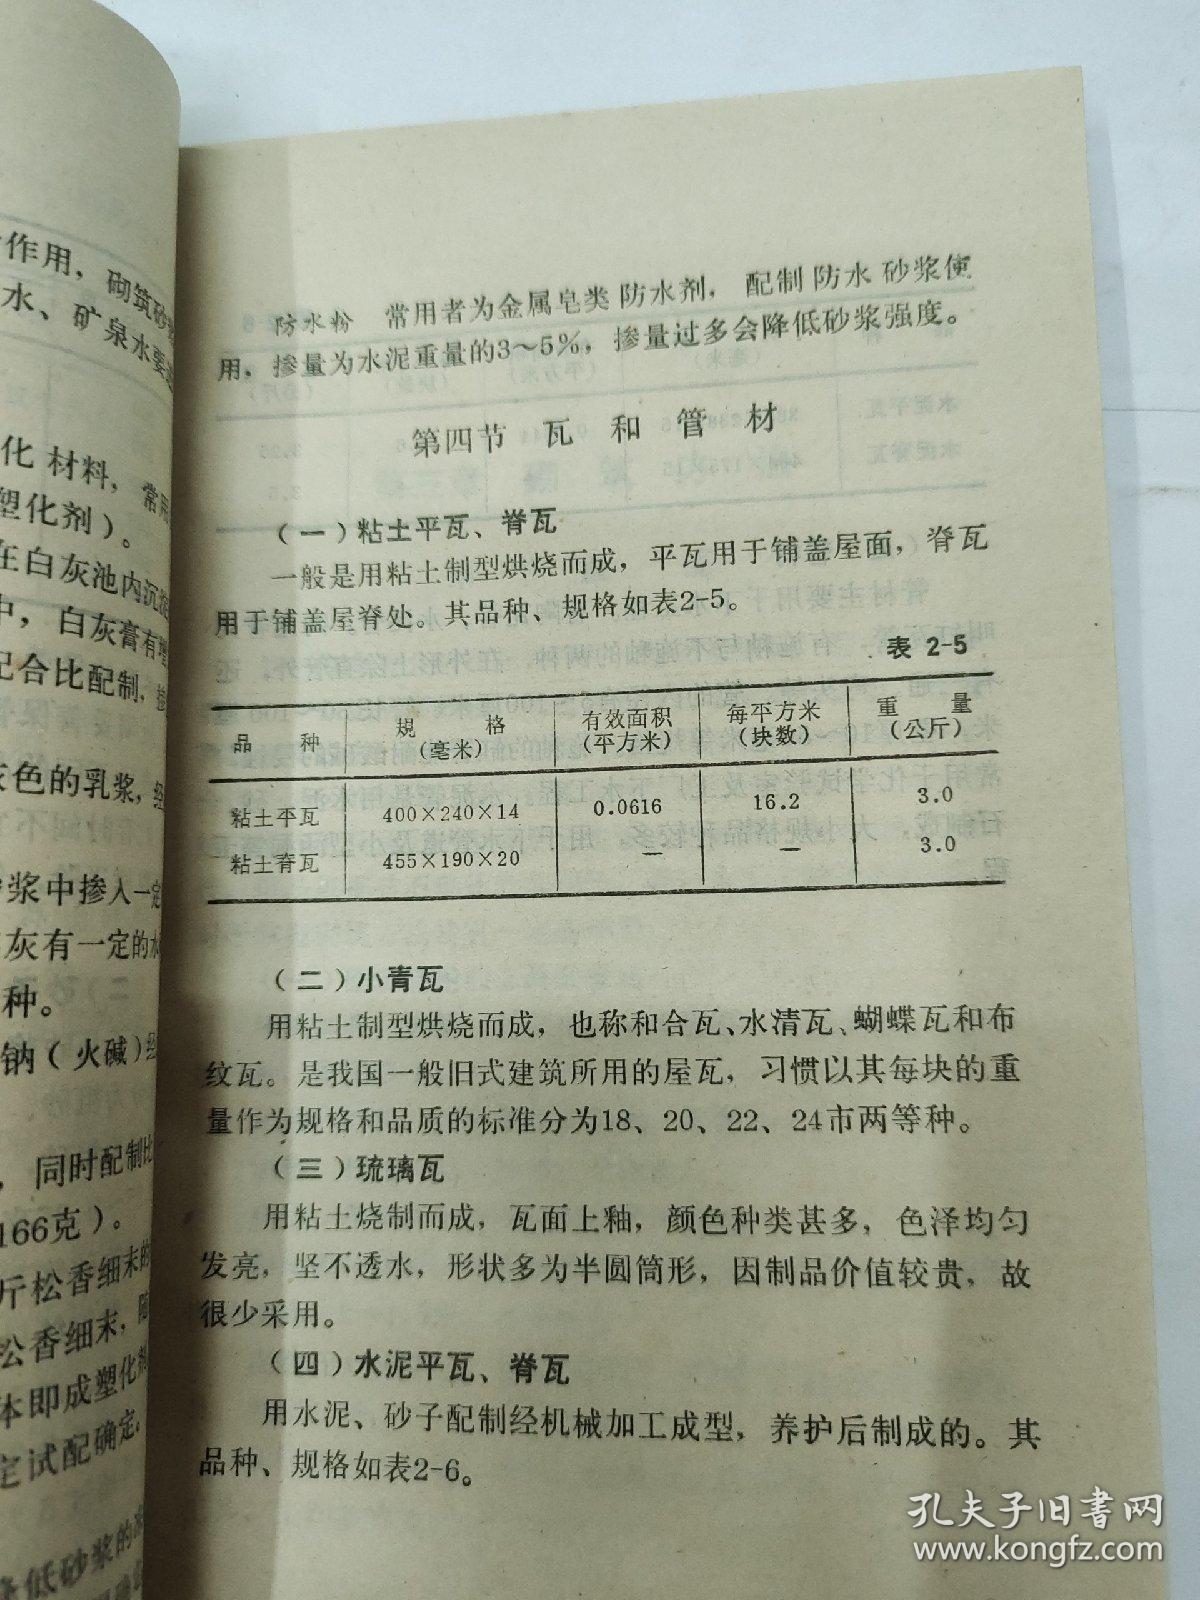 作用，砌筑砂
水、矿泉水要
化材料，常用
塑化剂）。
在白灰池内沉
中，白灰膏有增
配合比配制，掺
灰色的乳浆，经
浆中掺入一定
灰有一定的水
种。
钠（火碱）经
，同时配制比
166克）。
斤松香细末的
松香细末，随
体即成塑化剂
定试配确定。
降低砂浆的
防水粉　常用者为金属皂类防水剂，配制防水砂浆使
用，掺量为水泥重量的3～5%，掺量过多会降低砂浆强度。
第四节　瓦和管材
（一）粘土平瓦、脊瓦
一般是用粘土制型烘烧而成，平瓦用于铺盖屋面，脊瓦
用于铺盖屋脊处。其品种、规格如表2-5。
表 2-5
品　种　規　格（毫米）　有效面积（平方米）　每平方米（块数）　重　量（公斤）
粘土平瓦　400×240×14　0.0616　16.2　3.0
粘土脊瓦　455×190×20　—　—　3.0
（二）小青瓦
用粘土制型烘烧而成，也称和合瓦、水清瓦、蝴蝶瓦和布
纹瓦。是我国一般旧式建筑所用的屋瓦，习惯以其每块的重
量作为规格和品质的标准分为18、20、22、24市两等种。
（三）琉璃瓦
用粘土烧制而成，瓦面上釉，颜色种类甚多，色泽均匀
发亮，坚不透水，形状多为半圆筒形，因制品价值较贵，故
很少采用。
（四）水泥平瓦、脊瓦
用水泥、砂子配制经机械加工成型，养护后制成的。其
品种、规格如表2-6。
孔夫子旧书网
www.kongfz.com